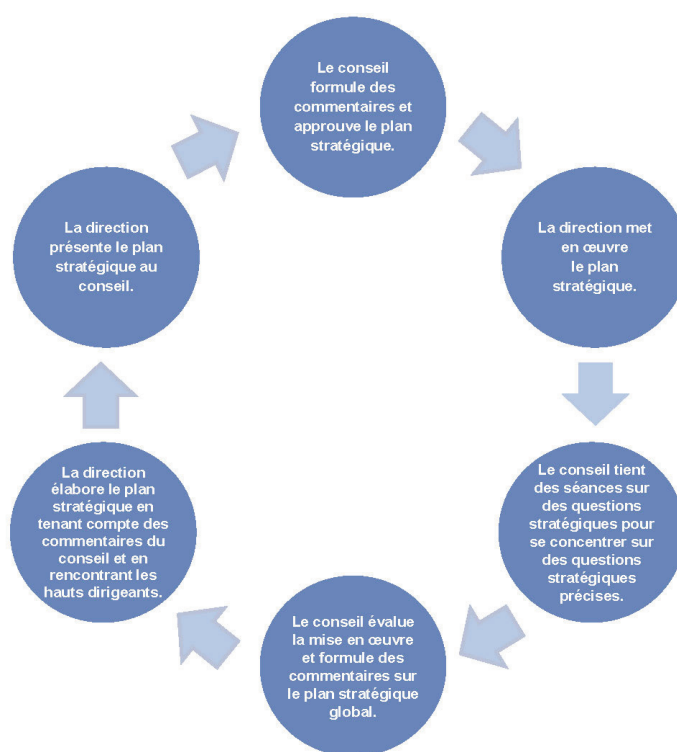 Le conseil
formule des
commentaires et
approuve le plan
stratégique.
La direction met
en œuvre
le plan
stratégique.
Le conseil tient
des séances sur
des questions
stratégiques pour
se concentrer sur
des questions
stratégiques
précises.
Le conseil évalue
la mise en œuvre
et formule des
commentaires sur
le plan stratégique
global.
La direction
élabore le plan
stratégique en
tenant compte des
commentaires du
conseil et en
rencontrant les
hauts dirigeants.
La direction
présente le plan
stratégique au
conseil.